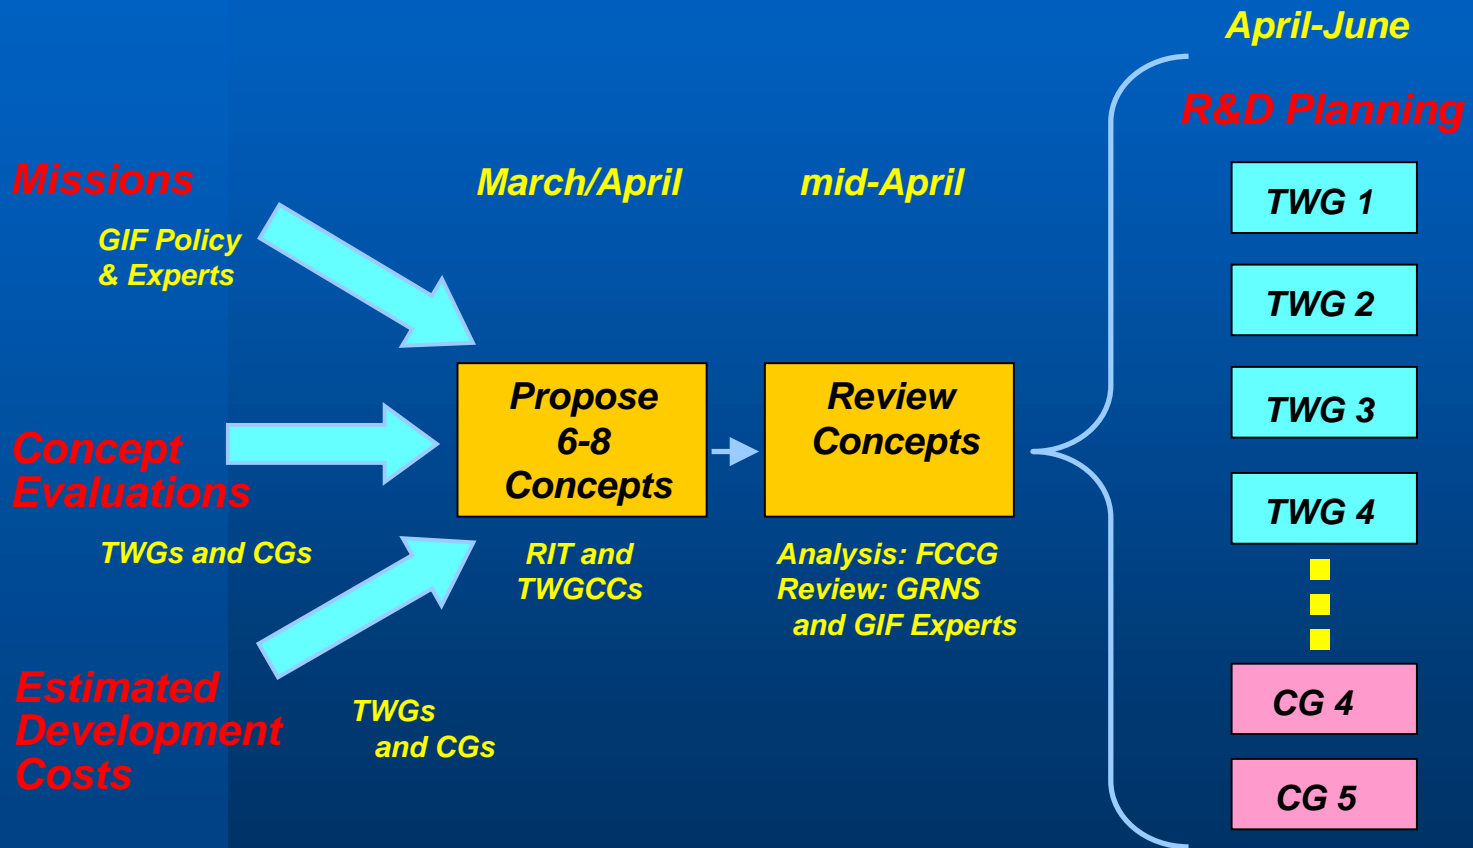 April-June
R&D Planning
Missions
GIF Policy
& Experts
March/April
mid-April
Concept
Evaluations
TWGs and CGs
Propose
6-8
Concepts
RIT and
TWGCCs
Review
Concepts
Analysis: FCCG
Review: GRNS
and GIF Experts
Estimated
Development
Costs
TWGs
and CGs
TWG 1
TWG 2
TWG 3
TWG 4
CG 4
CG 5